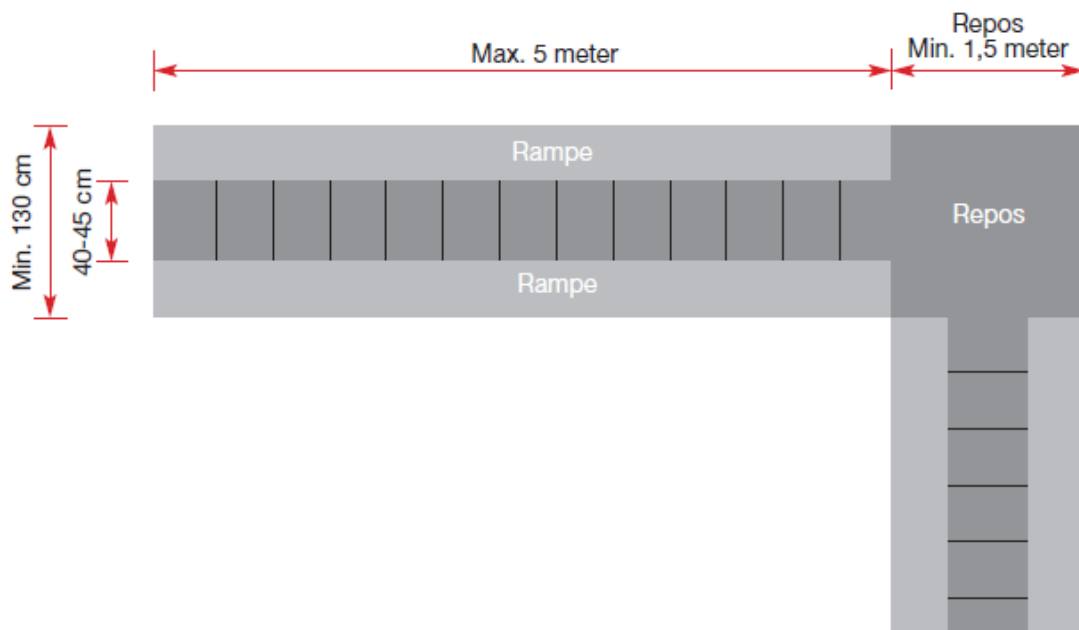 Repos
Min. 1,5 meter
Max. 5 meter
Rampe
Min. 130 cm
40-45 cm
Repos
Rampe